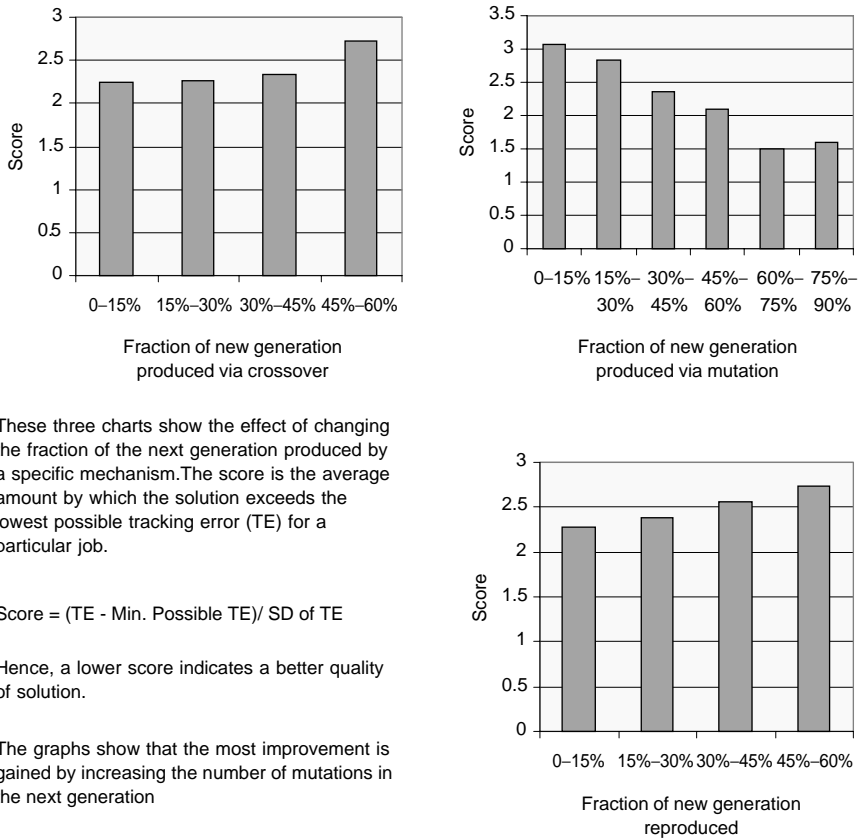 3
2.5
2
1.5
1
0.5
0
Score
0–15% 15%–30% 30%–45% 45%–60%
Fraction of new generation
produced via crossover
3.5
3
2.5
2
1.5
1
0.5
0
Score
0–15% 15%– 30%– 45%– 60%– 75%–
30% 45% 60% 75% 90%
Fraction of new generation
produced via mutation
These three charts show the effect of changing
the fraction of the next generation produced by
a specific mechanism.The score is the average
amount by which the solution exceeds the
lowest possible tracking error (TE) for a
particular job.
Score = (TE - Min. Possible TE)/ SD of TE
Hence, a lower score indicates a better quality
of solution.
The graphs show that the most improvement is
gained by increasing the number of mutations in
the next generation
3
2.5
2
1.5
1
0.5
0
Score
0–15% 15%–30% 30%–45% 45%–60%
Fraction of new generation
reproduced